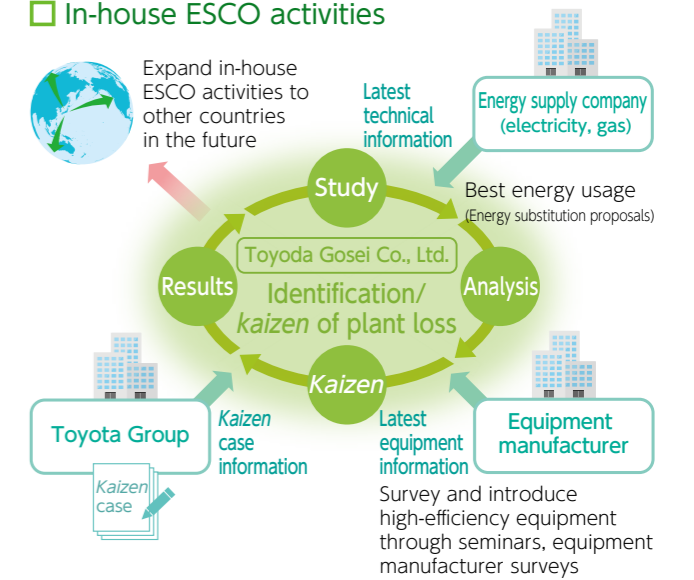 In-house ESCO activities
Expand in-house
ESCO activities to
other countries
in the future
Latest
technical
information
Energy supply company
(electricity, gas)
Best energy usage
(Energy substitution proposals)
Study
Toyoda Gosei Co., Ltd.
Identification/
kaizen of plant loss
Results
Analysis
Kaizen
Toyota Group
Kaizen
case
Kaizen
case
information
Latest
equipment
information
Equipment
manufacturer
Survey and introduce
high-efficiency equipment
through seminars, equipment
manufacturer surveys